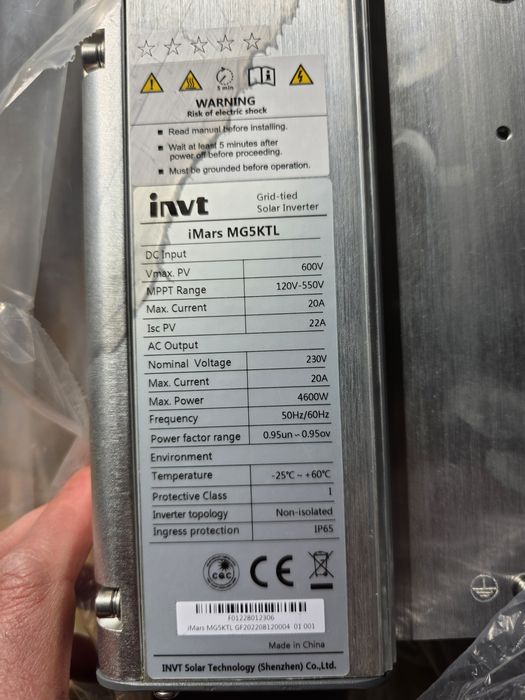 5 min
WARNING
Risk of electric shock
Read manual before installing.
Wait at least 5 minutes after
power off before proceeding.
Must be grounded before operation.
invt Grid-tied
Solar Inverter
iMars MG5KTL
DC Input
Vmax. PV 600V
MPPT Range 120V-550V
Max. Current 20A
Isc PV 22A
AC Output
Nominal Voltage 230V
Max. Current 20A
Max. Power 4600W
Frequency 50Hz/60Hz
Power factor range 0.95un~0.95ov
Environment
Temperature -25℃~+60℃
Protective Class I
Inverter topology Non-isolated
Ingress protection IP65
CQC CE
F01228012306
iMars MG5KTL GF202208120004 01 001
Made in China
INVT Solar Technology (Shenzhen) Co.,Ltd.